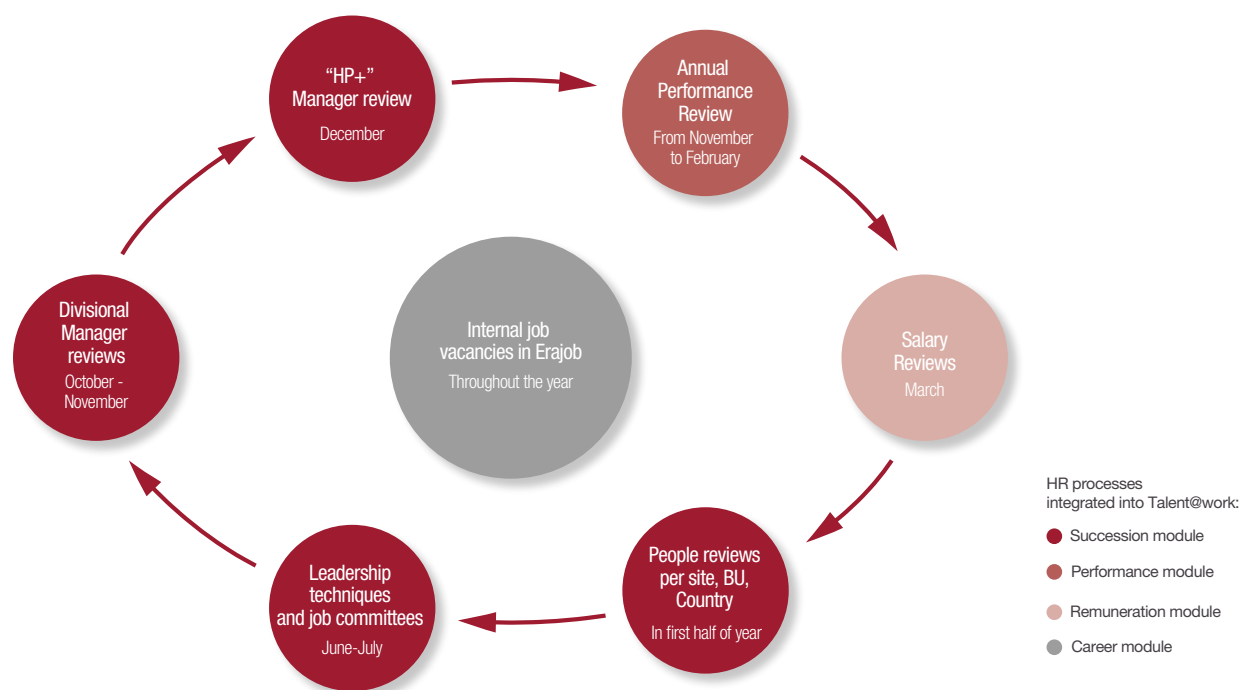 “HP+”
Manager review
December
Annual
Performance
Review
From November
to February
Divisional
Manager
reviews
October -
November
Internal job
vacancies in Erajob
Throughout the year
Salary
Reviews
March
Leadership
techniques
and job committees
June-July
People reviews
per site, BU,
Country
In first half of year
HR processes
integrated into Talent@work:
Succession module
Performance module
Remuneration module
Career module